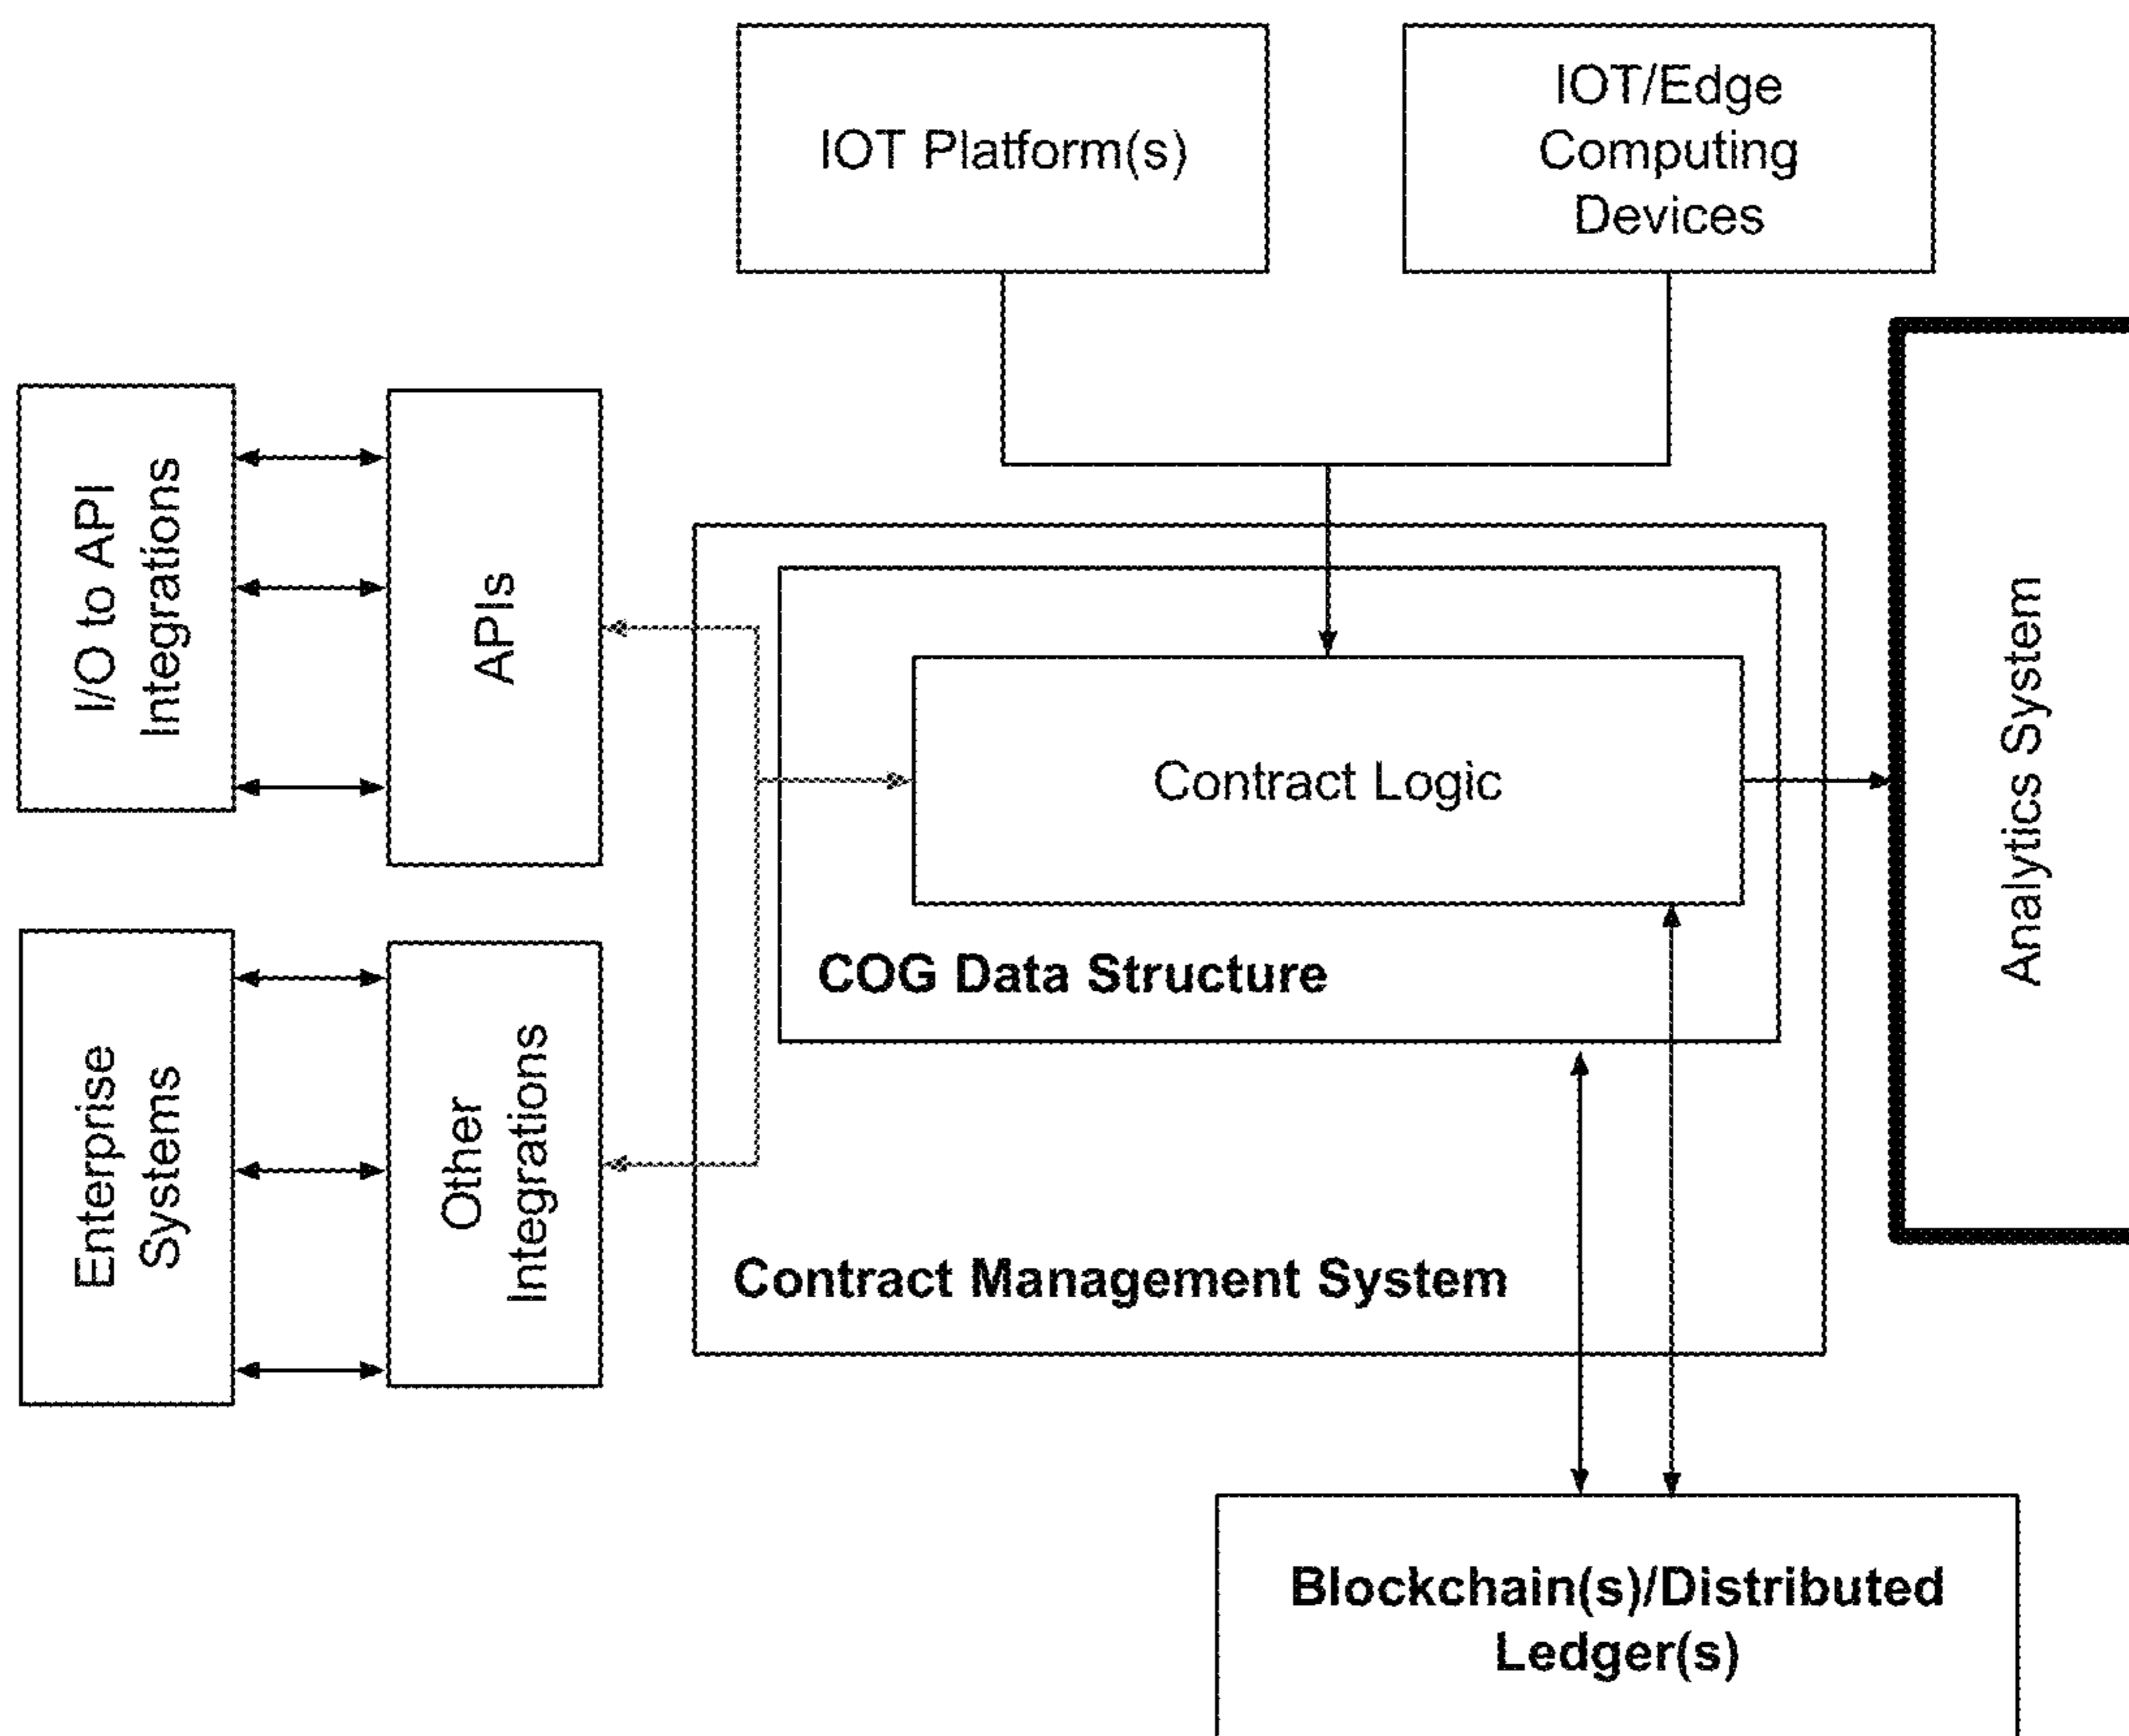 IOT Platform(s)
IOT/Edge
Computing
Devices
I/O to API
Integrations
APIs
Contract Logic
Analytics System
COG Data Structure
Enterprise
Systems
Other
Integrations
Contract Management System
Blockchain(s)/Distributed
Ledger(s)